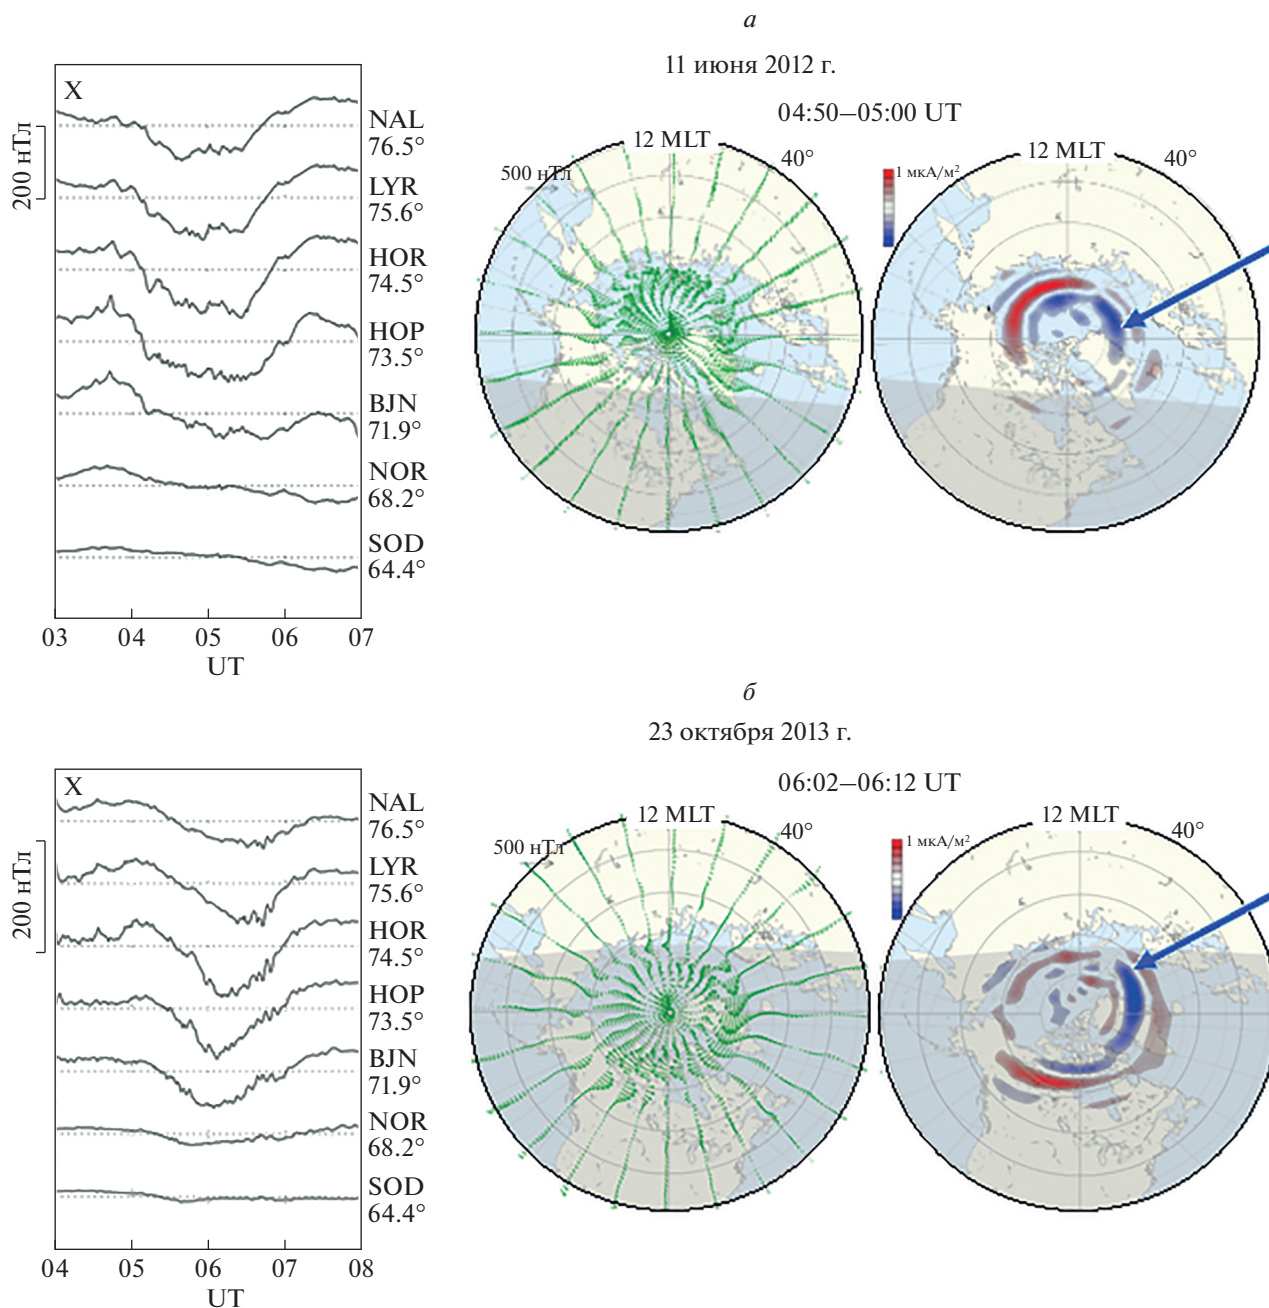 а
11 июня 2012 г.
04:50–05:00 UT
X
200 нТл
NAL
76.5°
LYR
75.6°
HOR
74.5°
HOP
73.5°
BJN
71.9°
NOR
68.2°
SOD
64.4°
03 04 05 06 07
UT
12 MLT
40°
500 нТл
12 MLT
40°
1 мкА/м²
б
23 октября 2013 г.
06:02–06:12 UT
X
200 нТл
NAL
76.5°
LYR
75.6°
HOR
74.5°
HOP
73.5°
BJN
71.9°
NOR
68.2°
SOD
64.4°
04 05 06 07 08
UT
12 MLT
40°
500 нТл
12 MLT
40°
1 мкА/м²